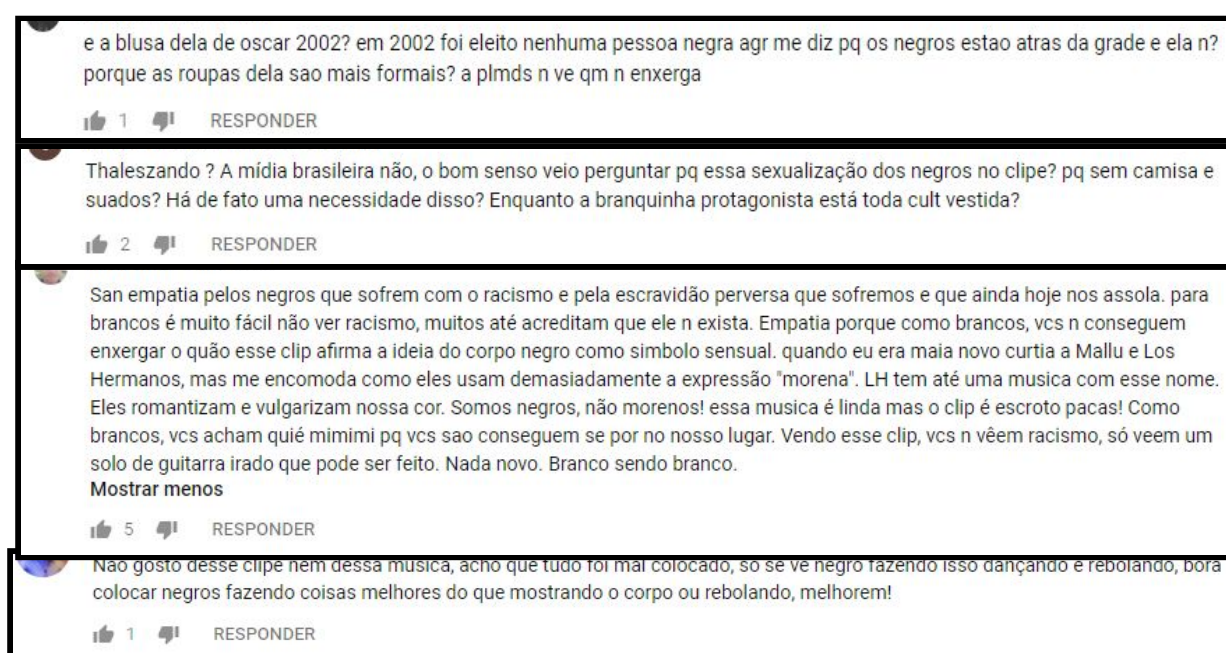 e a blusa dela de oscar 2002? em 2002 foi eleito nenhuma pessoa negra agr me diz pq os negros estao atras da grade e ela n?
porque as roupas dela sao mais formais? a plmds n ve qm n enxerga
1 RESPONDER
Thaleszando ? A mídia brasileira não, o bom senso veio perguntar pq essa sexualização dos negros no clipe? pq sem camisa e
suados? Há de fato uma necessidade disso? Enquanto a branquinha protagonista está toda cult vestida?
2 RESPONDER
San empatia pelos negros que sofrem com o racismo e pela escravidão perversa que sofremos e que ainda hoje nos assola. para
brancos é muito fácil não ver racismo, muitos até acreditam que ele n exista. Empatia porque como brancos, vcs n conseguem
enxergar o quão esse clip afirma a ideia do corpo negro como simbolo sensual. quando eu era maia novo curtia a Mallu e Los
Hermanos, mas me encomoda como eles usam demasiadamente a expressão "morena". LH tem até uma musica com esse nome.
Eles romantizam e vulgarizam nossa cor. Somos negros, não morenos! essa musica é linda mas o clip é escroto pacas! Como
brancos, vcs acham quié mimimi pq vcs sao conseguem se por no nosso lugar. Vendo esse clip, vcs n vêem racismo, só veem um
solo de guitarra irado que pode ser feito. Nada novo. Branco sendo branco.
Mostrar menos
5 RESPONDER
Não gosto desse clipe nem dessa musica, acho que tudo foi mal colocado, so se ve negro fazendo isso dançando e rebolando, bora
colocar negros fazendo coisas melhores do que mostrando o corpo ou rebolando, melhorem!
1 RESPONDER